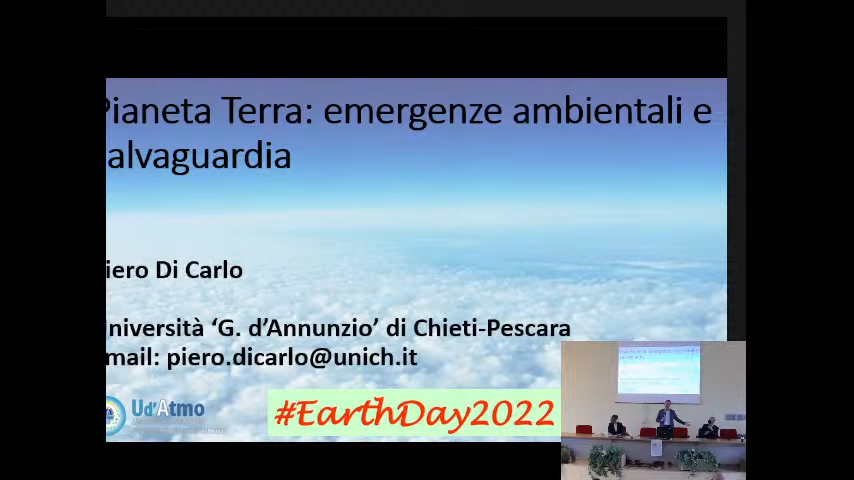 Pianeta Terra: emergenze ambientali e
alvaguardia
iero Di Carlo
niversità ‘G. d’Annunzio’ di Chieti-Pescara
mail: piero.dicarlo@unich.it
Ud'Atmo
#EarthDay2022